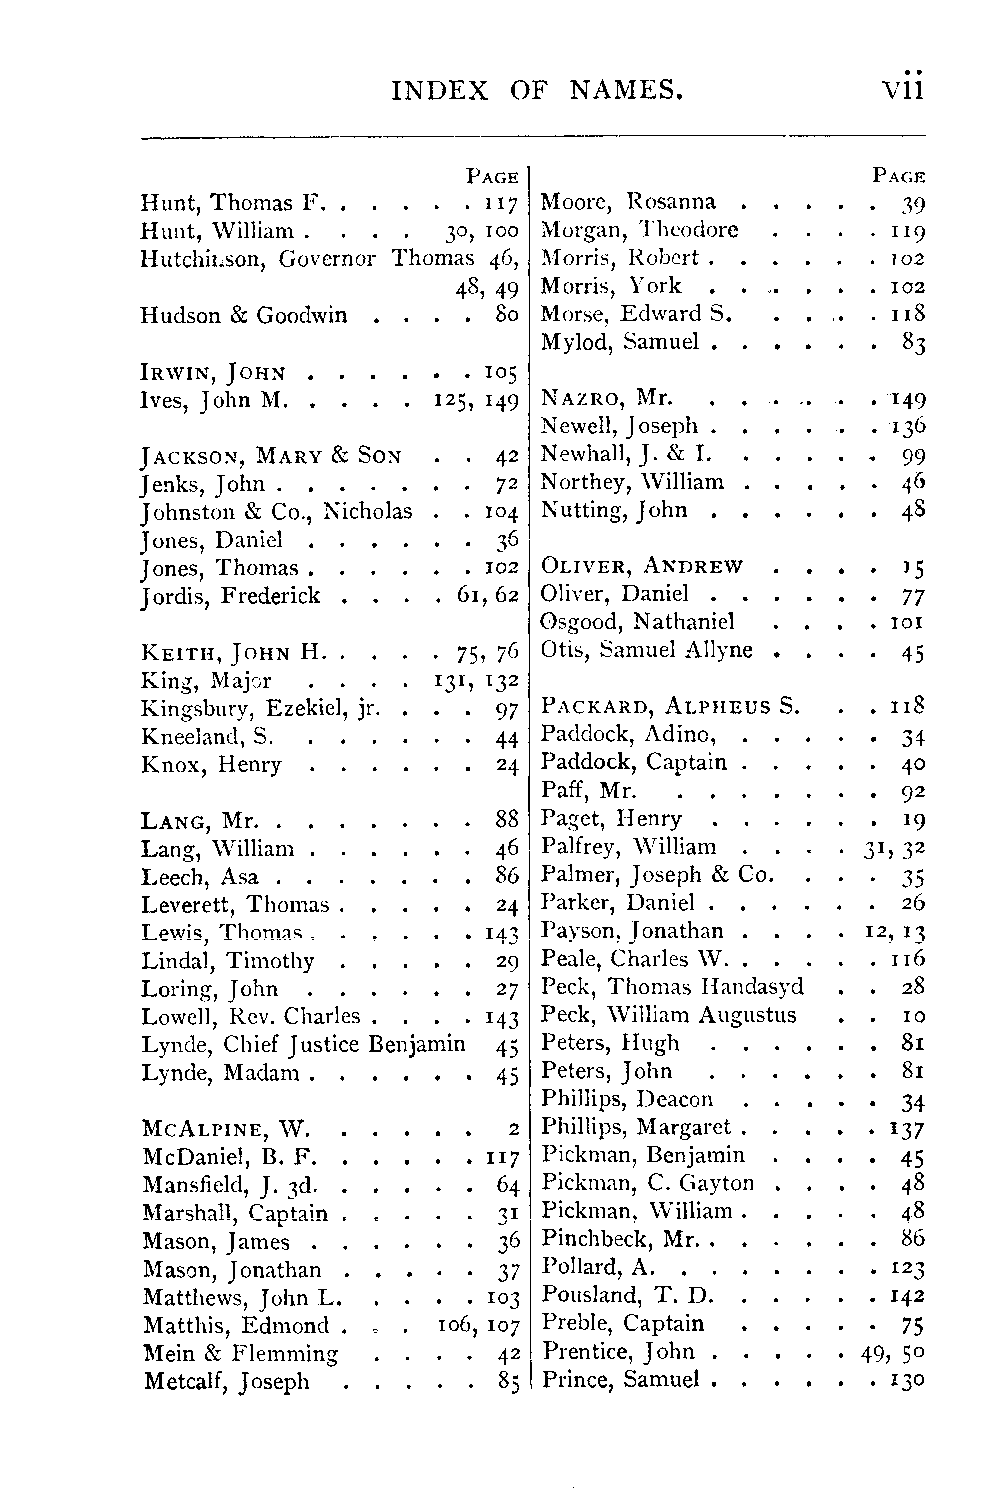 INDEX OF NAMES. vii
PAGE
Hunt, Thomas F. . . . . . 117
Hunt, William . . . . 30, 100
Hutchinson, Governor Thomas 46,
48, 49
Hudson & Goodwin . . . . 80
IRWIN, JOHN . . . . . . 105
Ives, John M. . . . . 125, 149
JACKSON, MARY & SON . . 42
Jenks, John . . . . . . . 72
Johnston & Co., Nicholas . . 104
Jones, Daniel . . . . . . 36
Jones, Thomas . . . . . . 102
Jordis, Frederick . . . . 61, 62
KEITH, JOHN H. . . . . 75, 76
King, Major . . . . 131, 132
Kingsbury, Ezekiel, jr. . . . 97
Kneeland, S. . . . . . . 44
Knox, Henry . . . . . . 24
LANG, Mr. . . . . . . . 88
Lang, William . . . . . . 46
Leech, Asa . . . . . . . 86
Leverett, Thomas . . . . . 24
Lewis, Thomas . . . . . . 143
Lindal, Timothy . . . . . 29
Loring, John . . . . . . 27
Lowell, Rev. Charles . . . . 143
Lynde, Chief Justice Benjamin 45
Lynde, Madam . . . . . . 45
MCALPINE, W. . . . . . 2
McDaniel, B. F. . . . . . 117
Mansfield, J. 3d. . . . . . 64
Marshall, Captain . . . . . 31
Mason, James . . . . . . 36
Mason, Jonathan . . . . . 37
Matthews, John L. . . . . 103
Matthis, Edmond . . . 106, 107
Mein & Flemming . . . . 42
Metcalf, Joseph . . . . . 85
PAGE
Moore, Rosanna . . . . . 39
Morgan, Theodore . . . . 119
Morris, Robert . . . . . . 102
Morris, York . . . . . . 102
Morse, Edward S. . . . . 118
Mylod, Samuel . . . . . . 83
NAZRO, Mr. . . . . . . 149
Newell, Joseph . . . . . . 136
Newhall, J. & I. . . . . . 99
Northey, William . . . . . 46
Nutting, John . . . . . . 48
OLIVER, ANDREW . . . . 15
Oliver, Daniel . . . . . . 77
Osgood, Nathaniel . . . . 101
Otis, Samuel Allyne . . . . 45
PACKARD, ALPHEUS S. . . 118
Paddock, Adino, . . . . . 34
Paddock, Captain . . . . . 40
Paff, Mr. . . . . . . . 92
Paget, Henry . . . . . . 19
Palfrey, William . . . . 31, 32
Palmer, Joseph & Co. . . . 35
Parker, Daniel . . . . . . 26
Payson, Jonathan . . . . 12, 13
Peale, Charles W. . . . . . 116
Peck, Thomas Handasyd . . 28
Peck, William Augustus . . 10
Peters, Hugh . . . . . . 81
Peters, John . . . . . . 81
Phillips, Deacon . . . . . 34
Phillips, Margaret . . . . . 137
Pickman, Benjamin . . . . 45
Pickman, C. Gayton . . . . 48
Pickman, William . . . . . 48
Pinchbeck, Mr. . . . . . . 86
Pollard, A. . . . . . . . 123
Pousland, T. D. . . . . . 142
Preble, Captain . . . . . 75
Prentice, John . . . . . 49, 50
Prince, Samuel . . . . . . 130